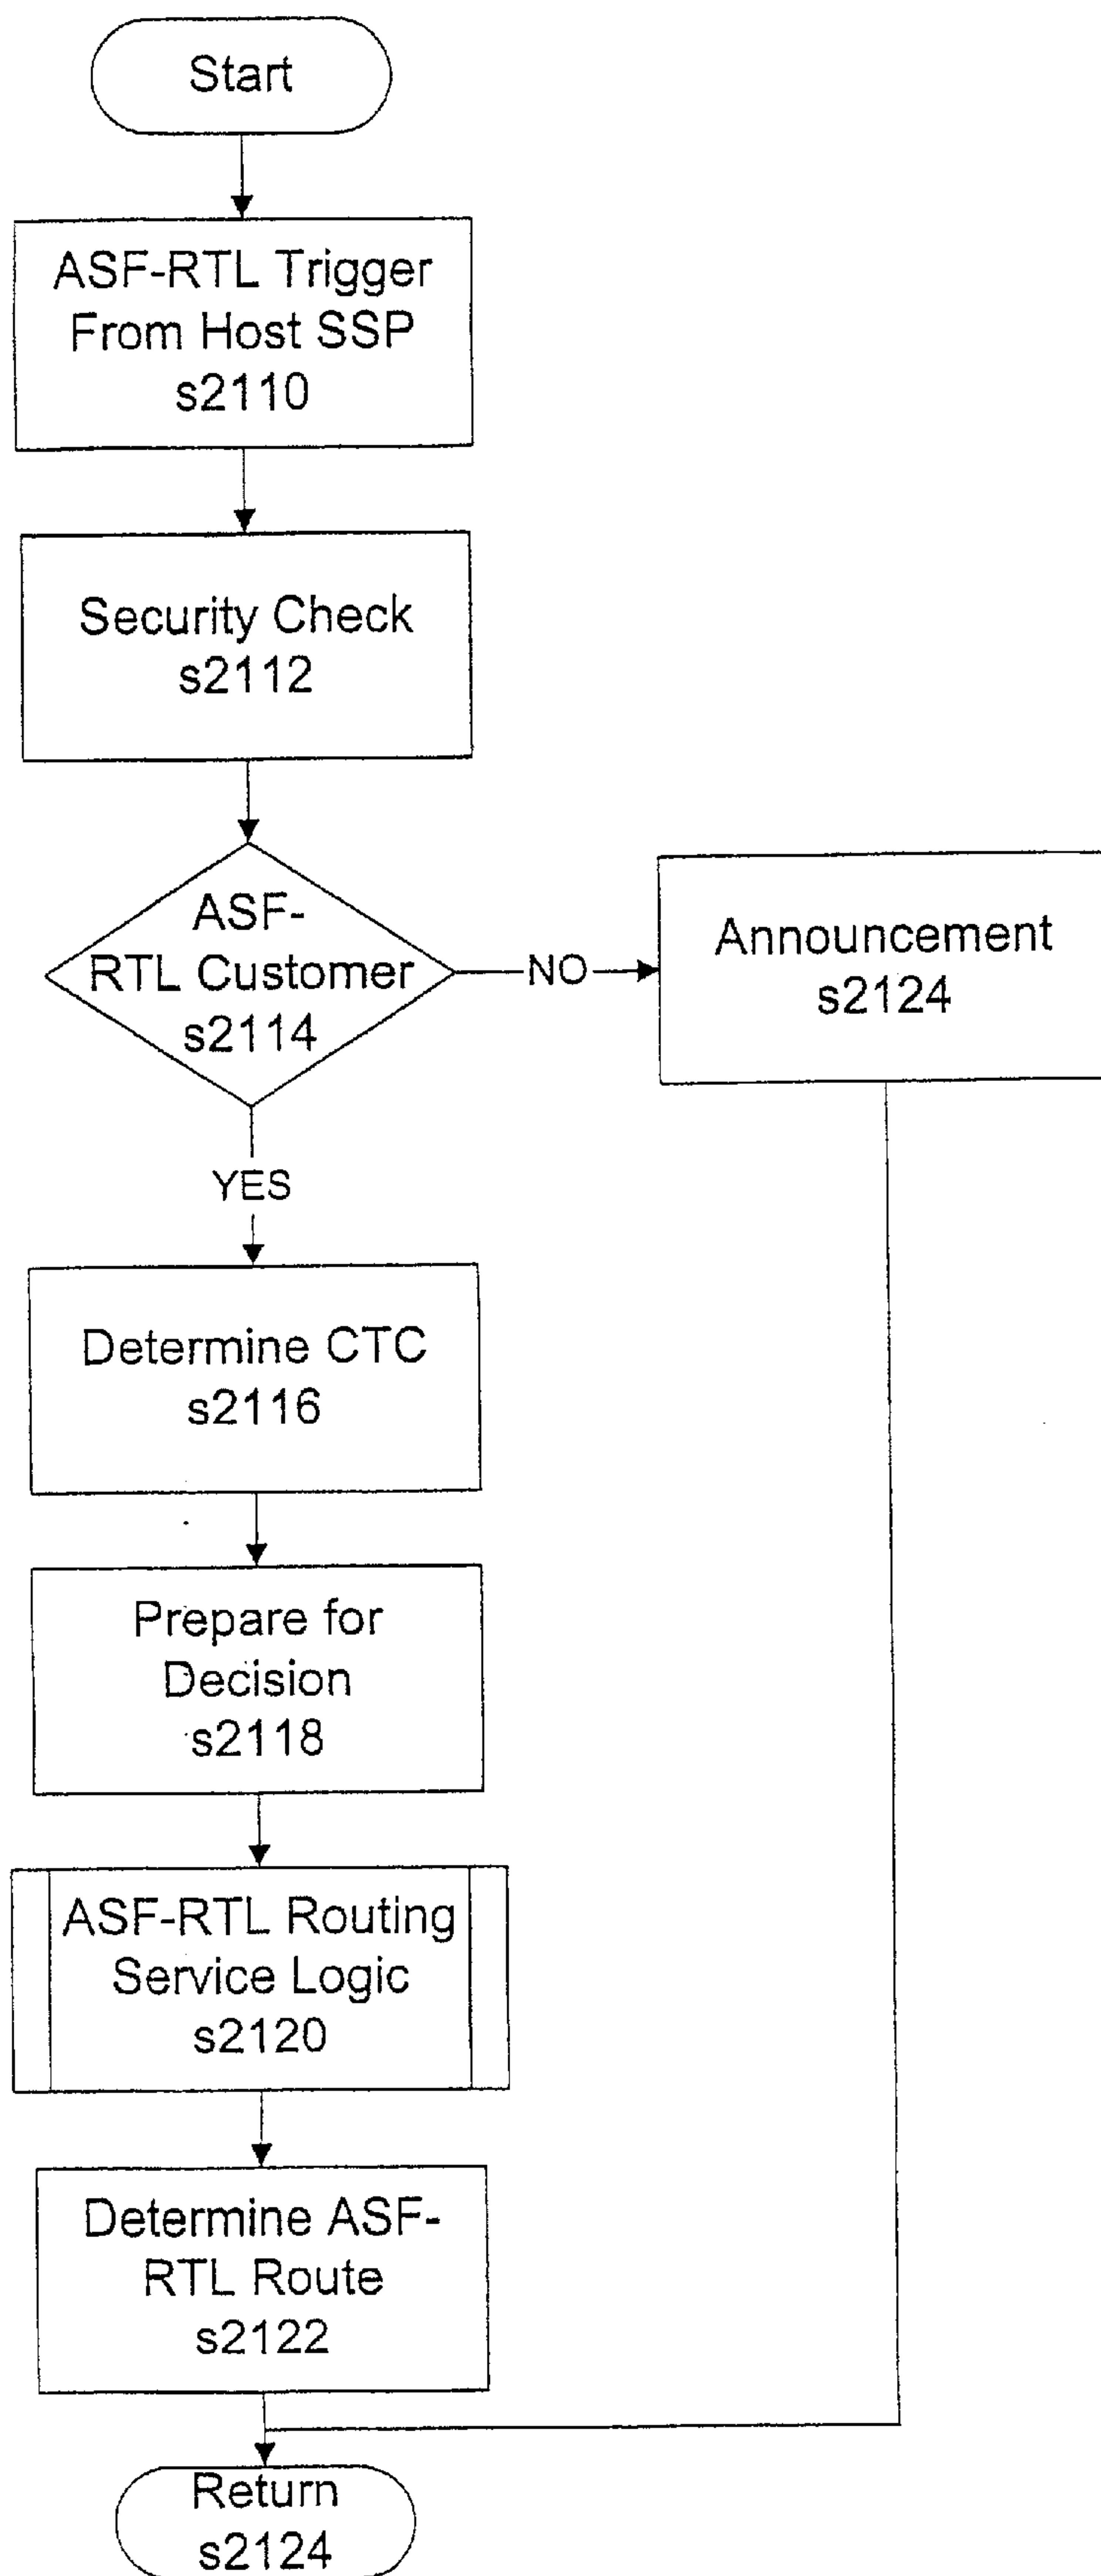 Start
ASF-RTL Trigger
From Host SSP
s2110
Security Check
s2112
ASF-
RTL Customer
s2114
NO
Announcement
s2124
YES
Determine CTC
s2116
Prepare for
Decision
s2118
ASF-RTL Routing
Service Logic
s2120
Determine ASF-
RTL Route
s2122
Return
s2124